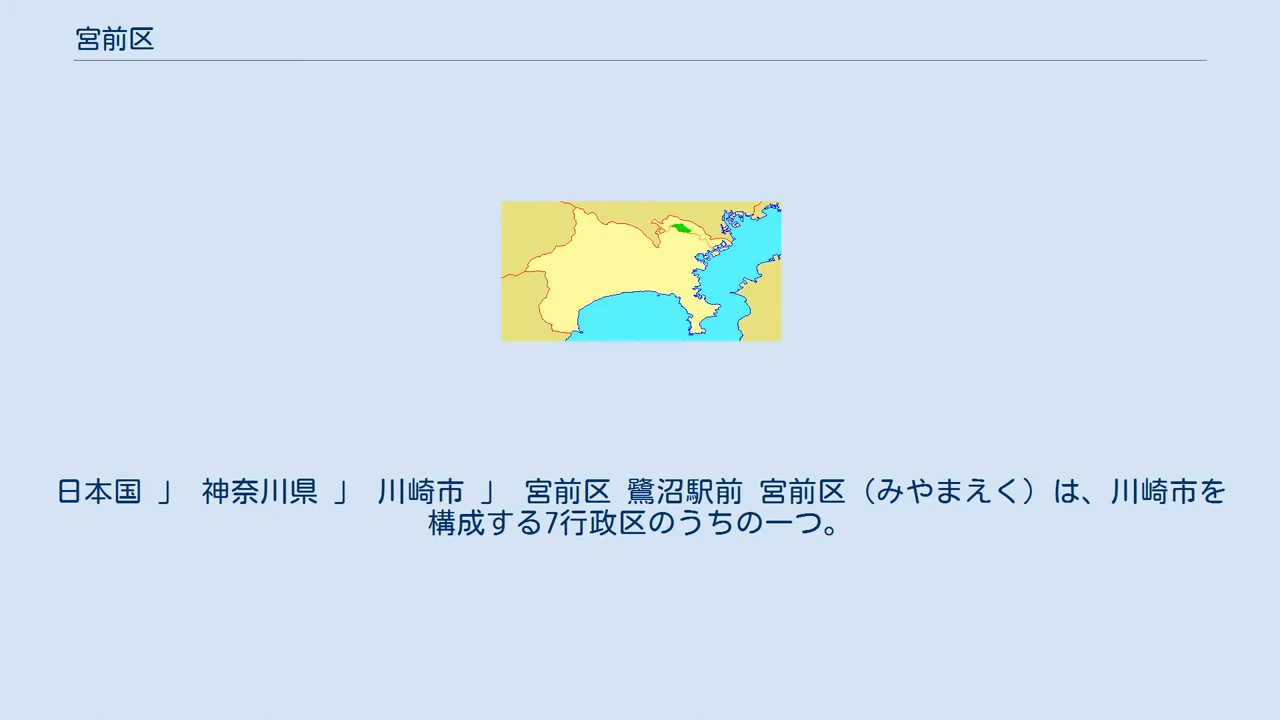 宮前区
日本国 」 神奈川県 」 川崎市 」 宮前区 鷺沼駅前 宮前区（みやまえく）は、川崎市を
構成する7行政区のうちの一つ。